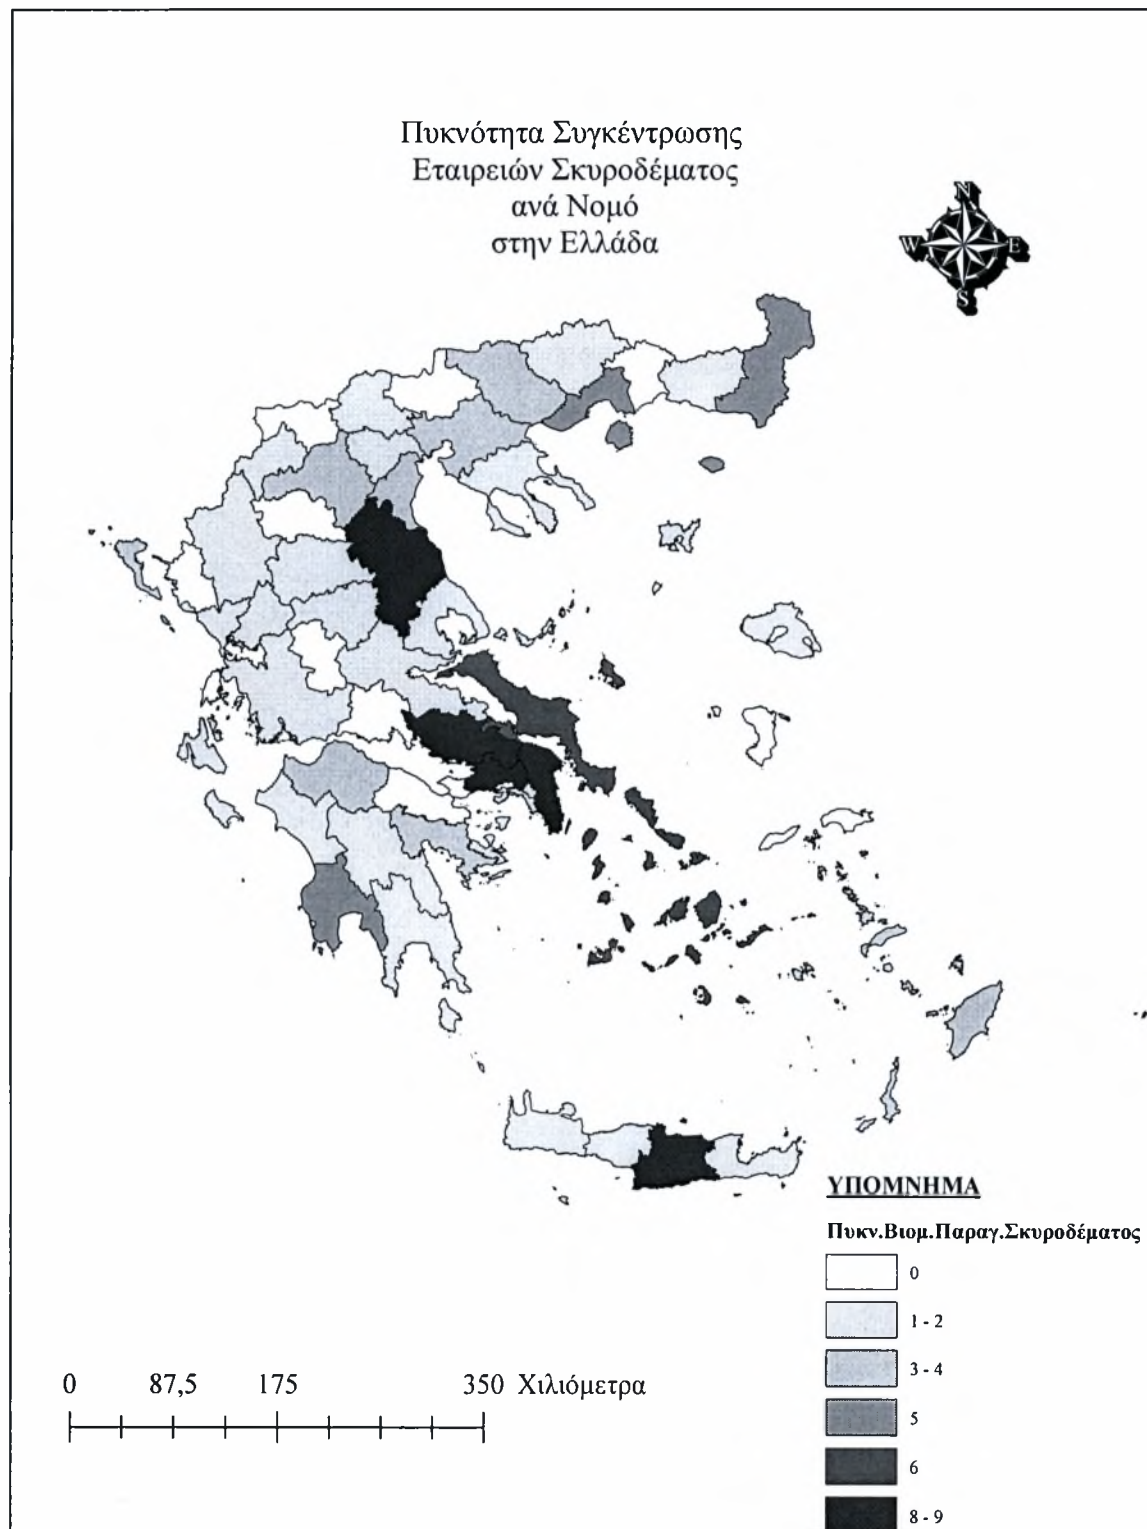 Πυκνότητα Συγκέντρωσης
Εταιρειών Σκυροδέματος
ανά Νομό
στην Ελλάδα
N
W E
S
ΥΠΟΜΝΗΜΑ
Πυκν.Βιομ.Παραγ.Σκυροδέματος
0
1 - 2
3 - 4
5
6
8 - 9
0 87,5 175 350 Χιλιόμετρα